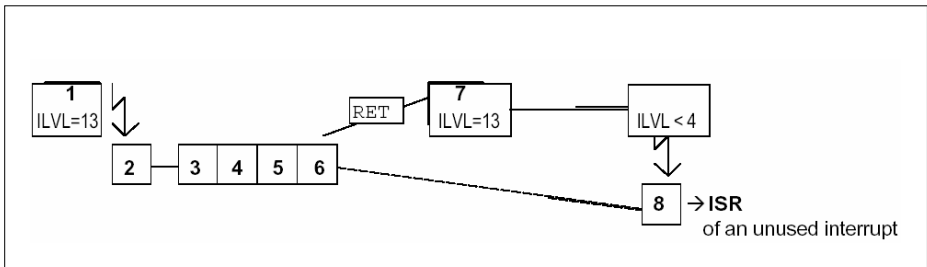 1
ILVL=13
2
3 4 5 6
RET
7
ILVL=13
ILVL < 4
8 → ISR
of an unused interrupt